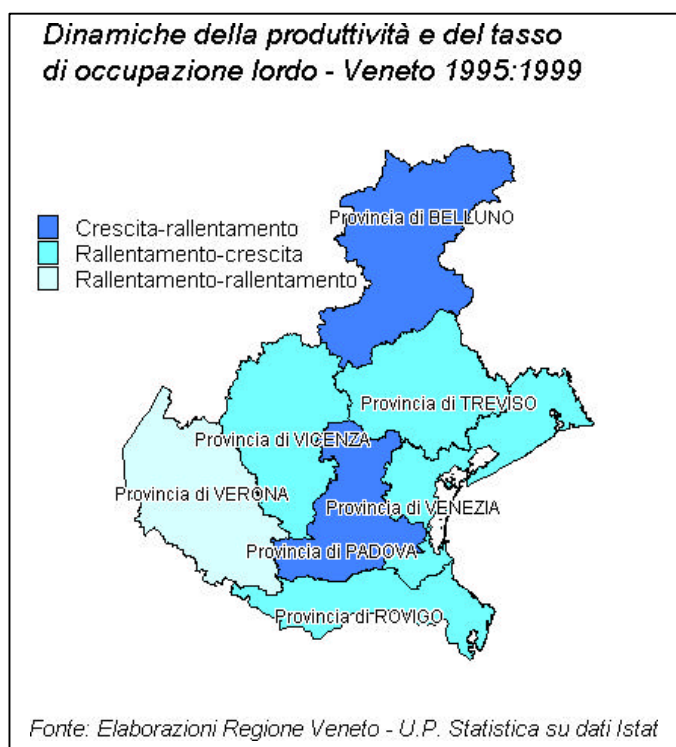 Dinamiche della produttività e del tasso
di occupazione lordo - Veneto 1995:1999
Provincia di BELLUNO
Crescita-rallentamento
Rallentamento-crescita
Rallentamento-rallentamento
Provincia di TREVISO
Provincia di VICENZA
Provincia di VERONA
Provincia di VENEZIA
Provincia di PADOVA
Provincia di ROVIGO
Fonte: Elaborazioni Regione Veneto - U.P. Statistica su dati Istat